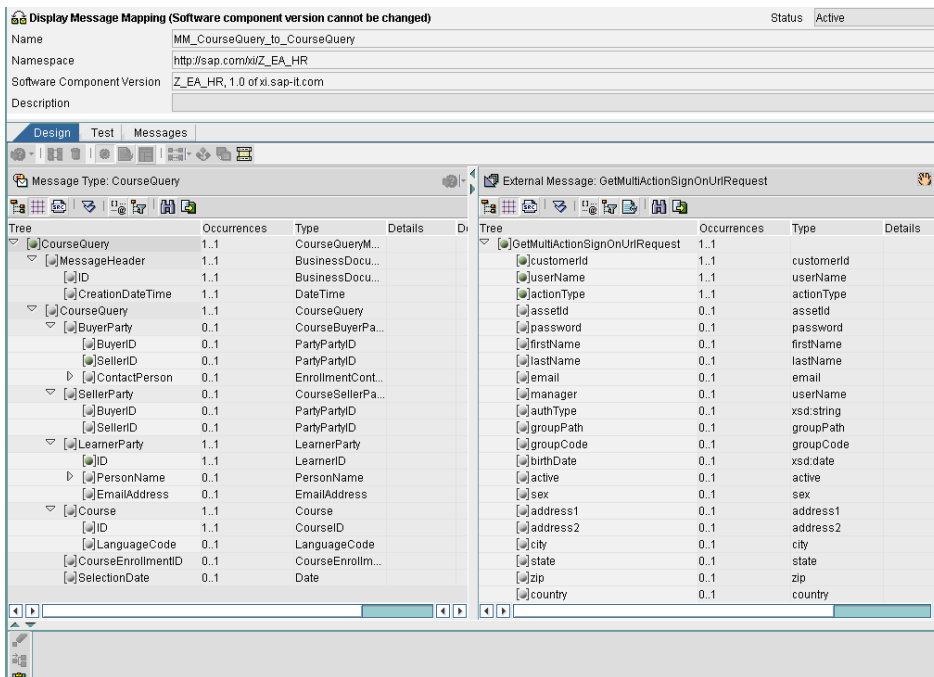 Display Message Mapping (Software component version cannot be changed) Status Active
Name MM_CourseQuery_to_CourseQuery
Namespace http://sap.com/xi/Z_EA_HR
Software Component Version Z_EA_HR, 1.0 of xi.sap-it.com
Description
Design Test Messages
Message Type: CourseQuery
Tree Occurrences Type Details
CourseQuery 1..1 CourseQueryM...
MessageHeader 1..1 BusinessDocu...
ID 1..1 BusinessDocu...
CreationDateTime 1..1 DateTime
CourseQuery 1..1 CourseQuery
BuyerParty 0..1 CourseBuyerPa...
BuyerID 0..1 PartyPartyID
SellerID 0..1 PartyPartyID
ContactPerson 0..1 EnrollmentCont...
SellerParty 0..1 CourseSellerPa...
BuyerID 0..1 PartyPartyID
SellerID 0..1 PartyPartyID
LearnerParty 1..1 LearnerParty
ID 1..1 LearnerID
PersonName 0..1 PersonName
EmailAddress 0..1 EmailAddress
Course 0..1 Course
ID 1..1 CourseID
LanguageCode 0..1 LanguageCode
CourseEnrollmentID 0..1 CourseEnrollm...
SelectionDate 0..1 Date
External Message: GetMultiActionSignOnUrlRequest
Tree Occurrences Type Details
GetMultiActionSignOnUrlRequest 1..1
customerId 1..1 customerId
userName 1..1 userName
actionType 1..1 actionType
assetId 0..1 assetId
password 0..1 password
firstName 0..1 firstName
lastName 0..1 lastName
email 0..1 email
manager 0..1 userName
authType 0..1 xsd:string
groupPath 0..1 groupPath
groupCode 0..1 groupCode
birthDate 0..1 xsd:date
active 0..1 active
sex 0..1 sex
address1 0..1 address1
address2 0..1 address2
city 0..1 city
state 0..1 state
zip 0..1 zip
country 0..1 country